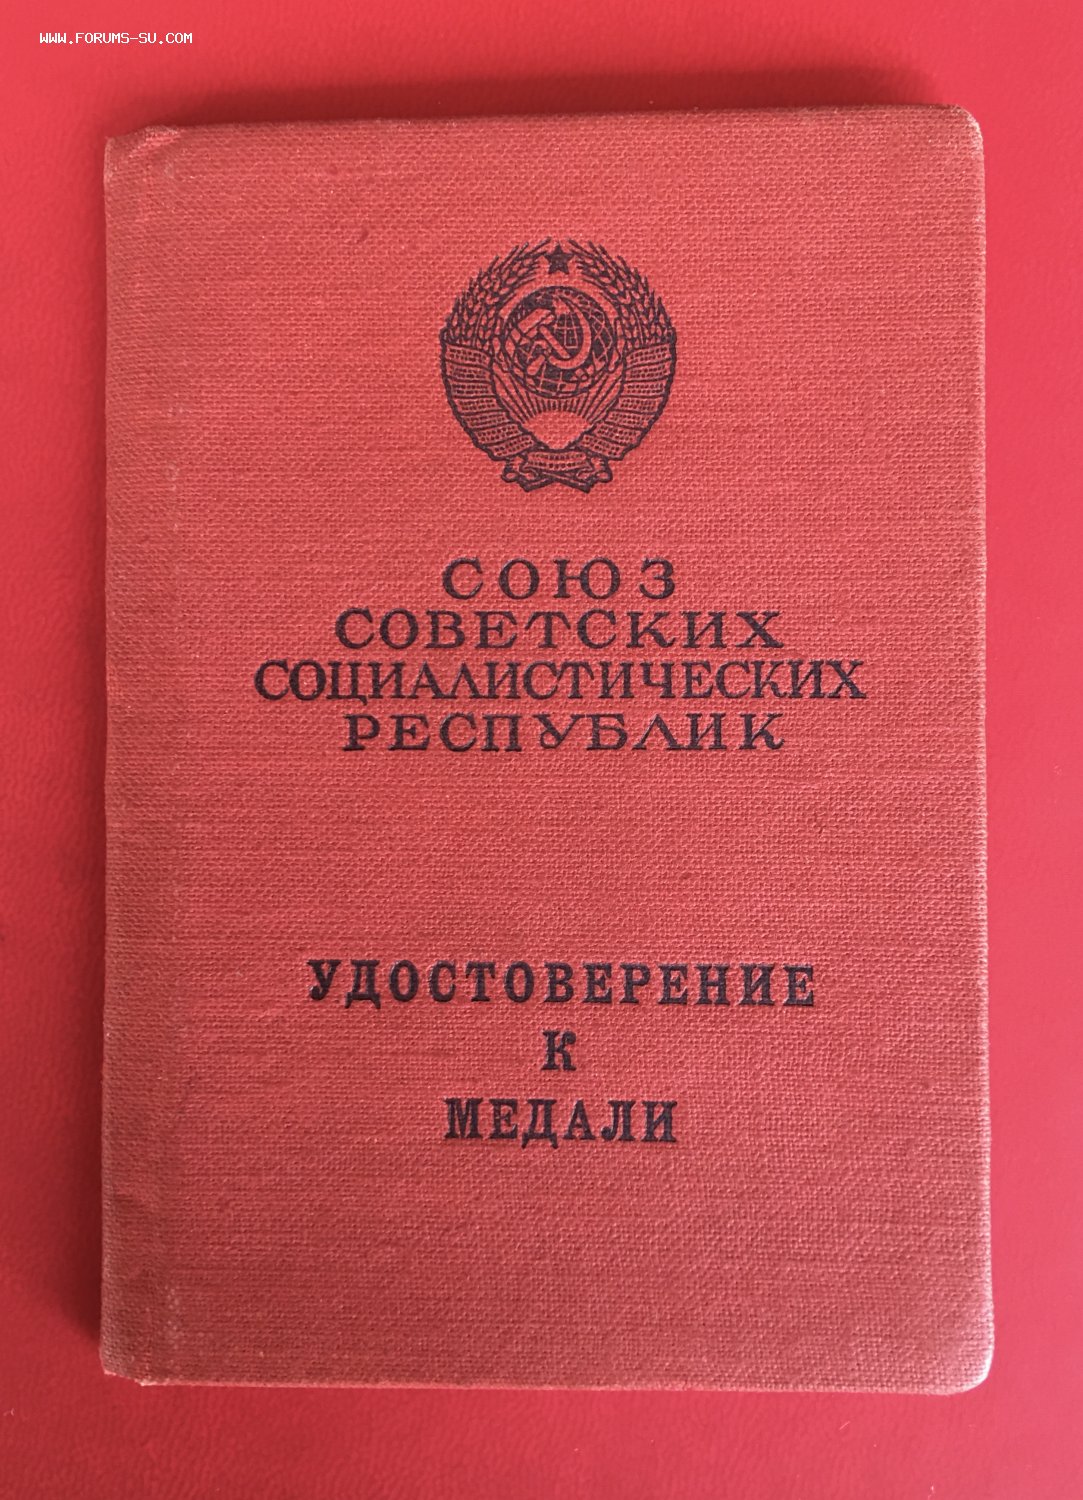 WWW.FORUMS-SU.COM
СОЮЗ
СОВЕТСКИХ
СОЦИАЛИСТИЧЕСКИХ
РЕСПУБЛИК
УДОСТОВЕРЕНИЕ
К
МЕДАЛИ